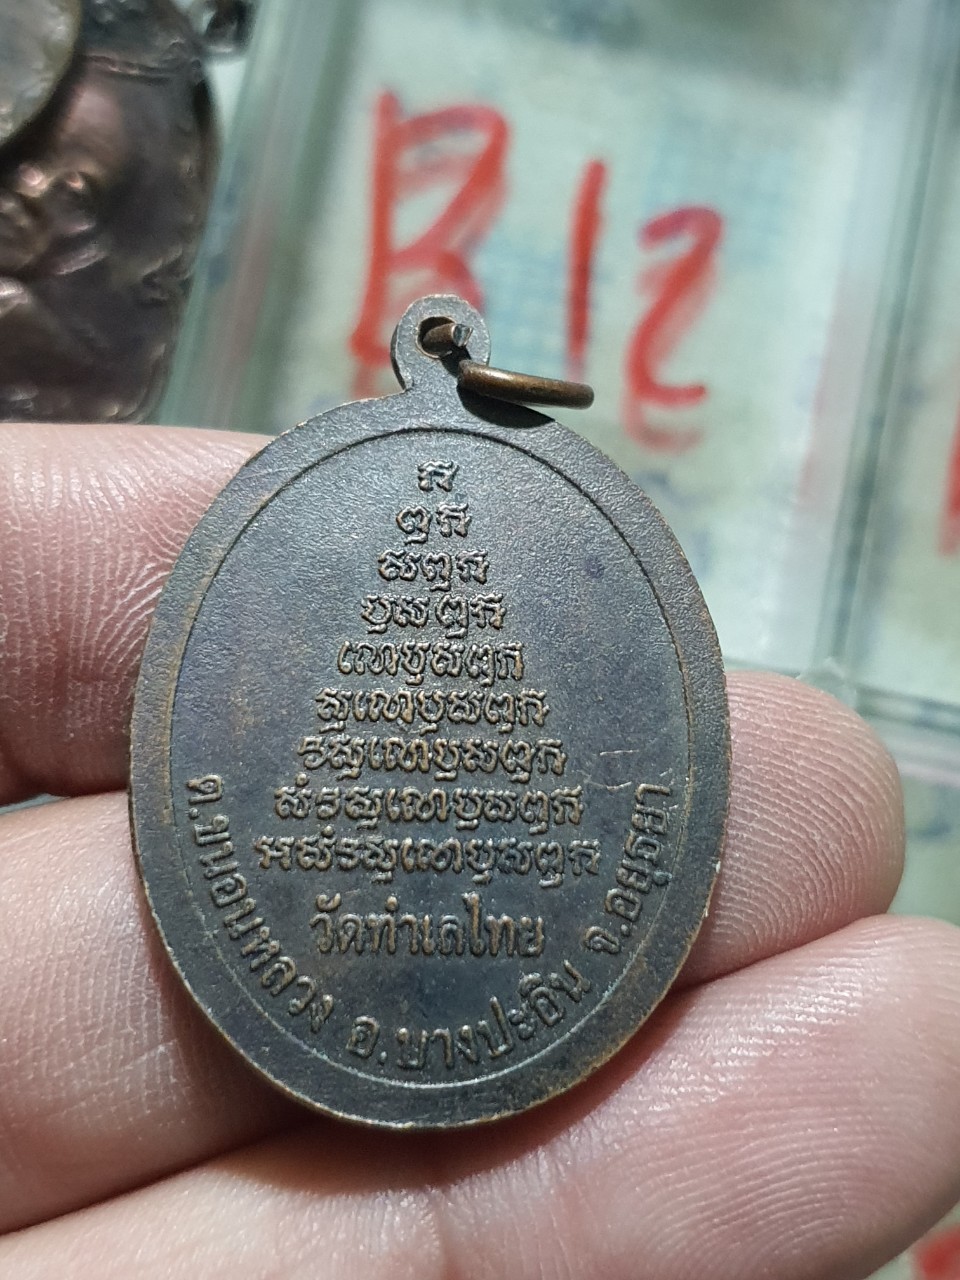 B12
ភ
ពុភ
សពុភ
បុសពុភ
លោបុសពុភ
សុលោបុសពុភ
វិសុលោបុសពុភ
សំវិសុលោបុសពុភ
អសំវិសុលោបុសពុភ
วัดทำเลไทย
ต.ขนอนหลวง อ.บางปะอิน จ.อยุธยา